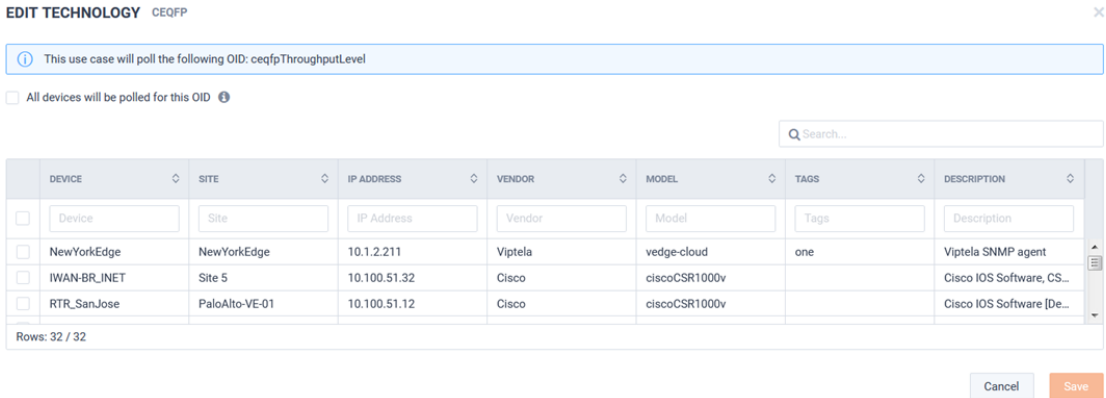 EDIT TECHNOLOGY CEQFP
This use case will poll the following OID: ceqfpThroughputLevel
All devices will be polled for this OID
Search...
DEVICE SITE IP ADDRESS VENDOR MODEL TAGS DESCRIPTION
Device Site IP Address Vendor Model Tags Description
NewYorkEdge NewYorkEdge 10.1.2.211 Viptela vedge-cloud one Viptela SNMP agent
IWAN-BR_INET Site 5 10.100.51.32 Cisco ciscoCSR1000v Cisco IOS Software, CS...
RTR_SanJose PaloAlto-VE-01 10.100.51.12 Cisco ciscoCSR1000v Cisco IOS Software [De...
Rows: 32 / 32
Cancel Save